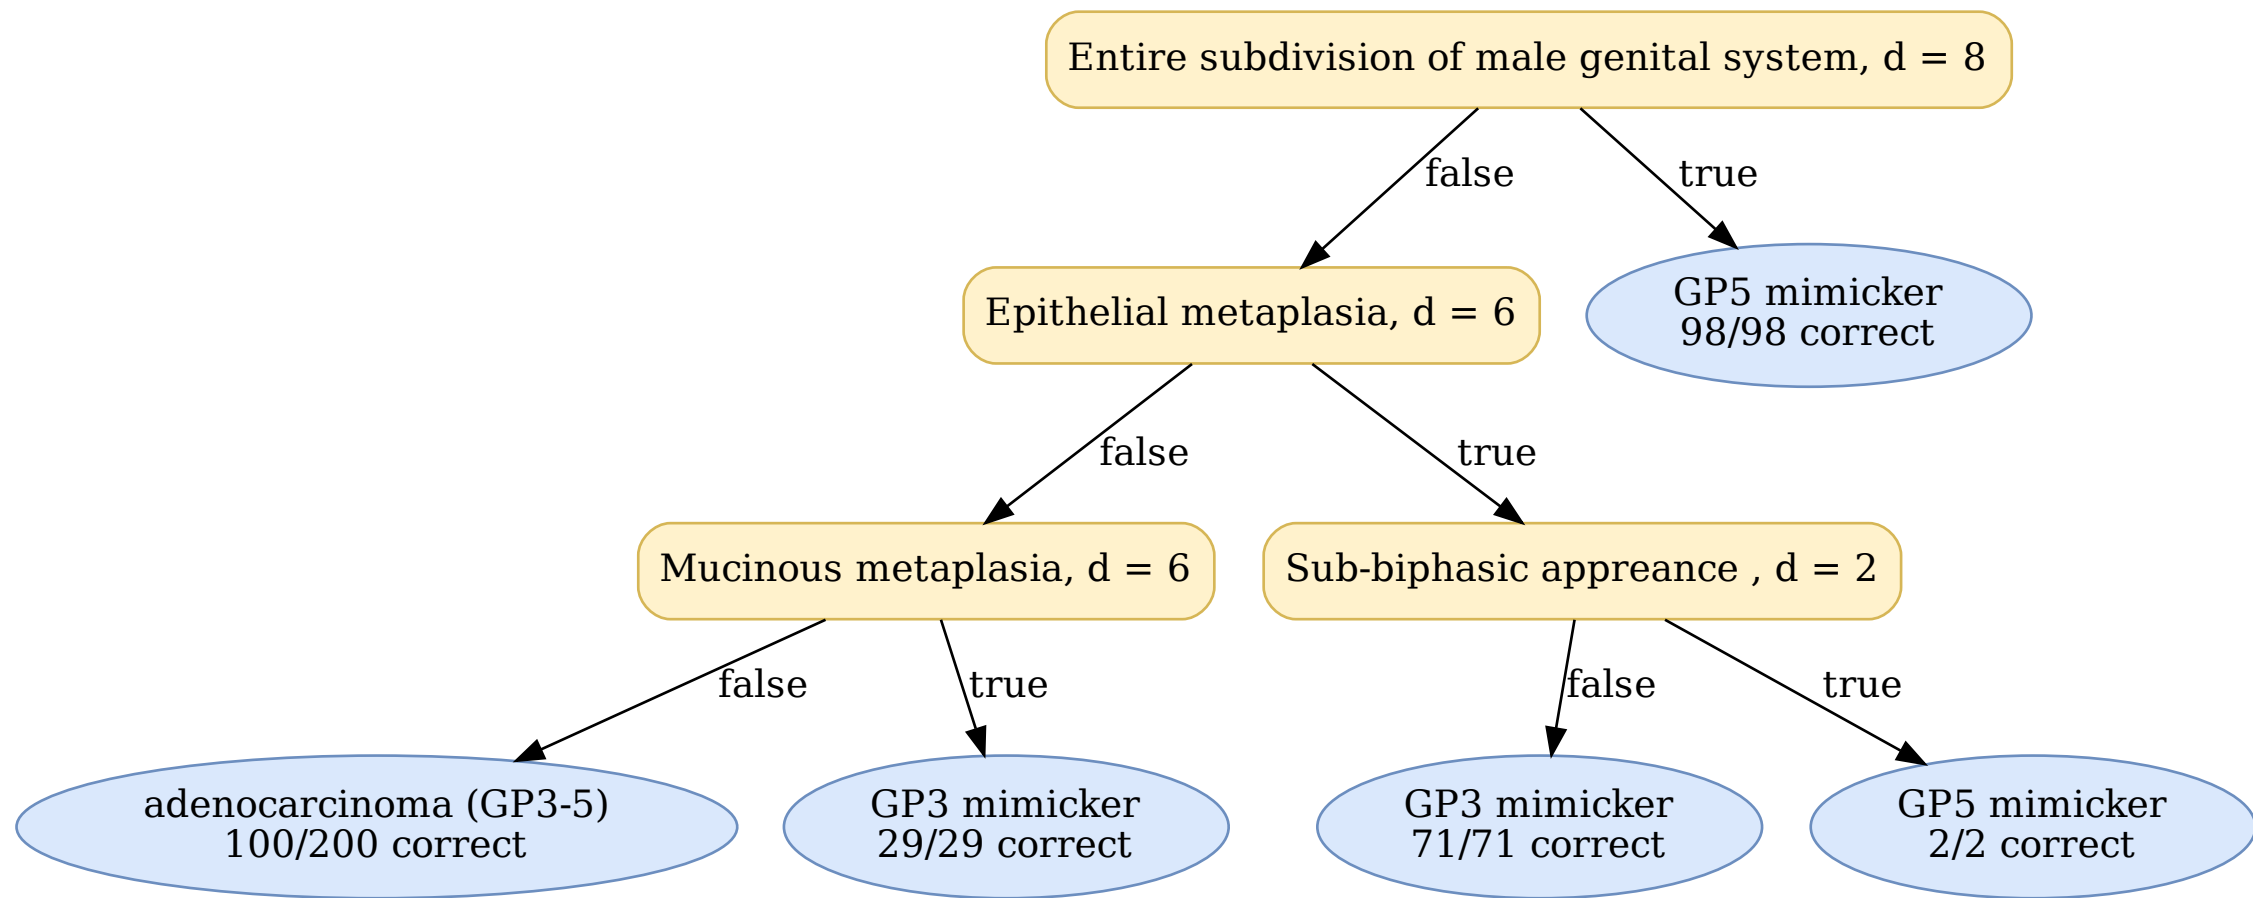 Entire subdivision of male genital system, d = 8
false
true
Epithelial metaplasia, d = 6
GP5 mimicker
98/98 correct
false
true
Mucinous metaplasia, d = 6
Sub-biphasic appreance , d = 2
false
true
false
true
adenocarcinoma (GP3-5)
100/200 correct
GP3 mimicker
29/29 correct
GP3 mimicker
71/71 correct
GP5 mimicker
2/2 correct